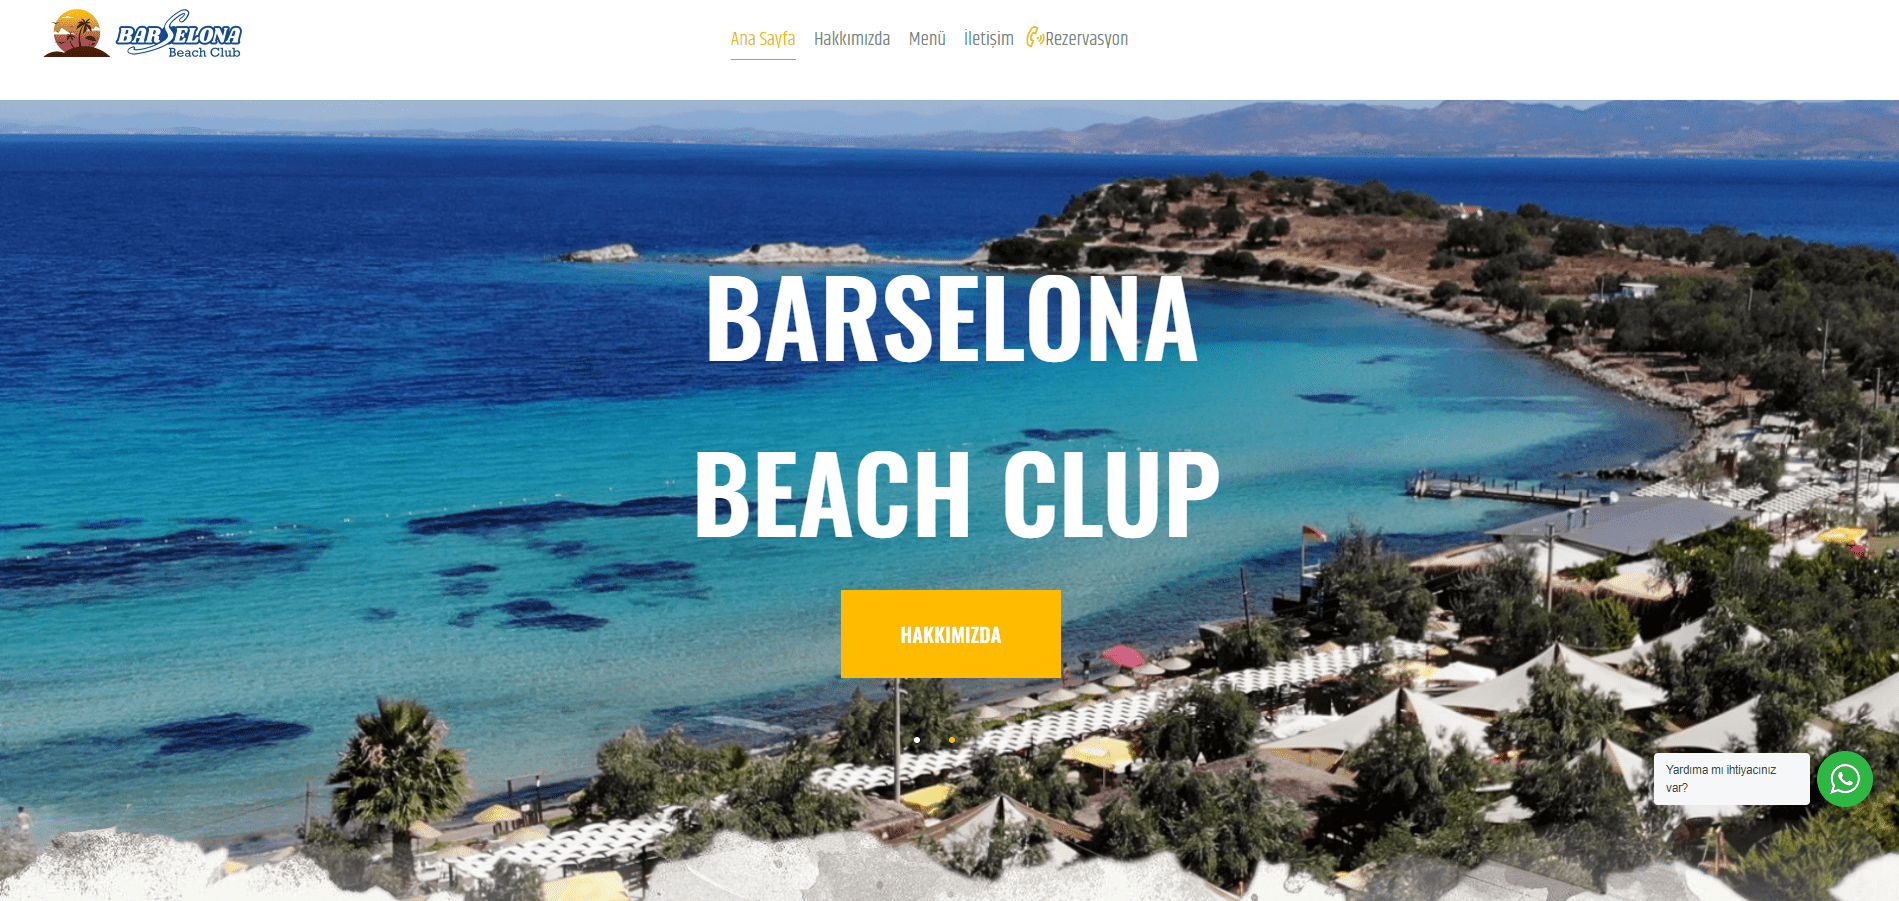 BARSELONA
Beach Club
Ana Sayfa Hakkımızda Menü İletişim Rezervasyon
BARSELONA
BEACH CLUP
HAKKIMIZDA
Yardıma mı ihtiyacınız
var?